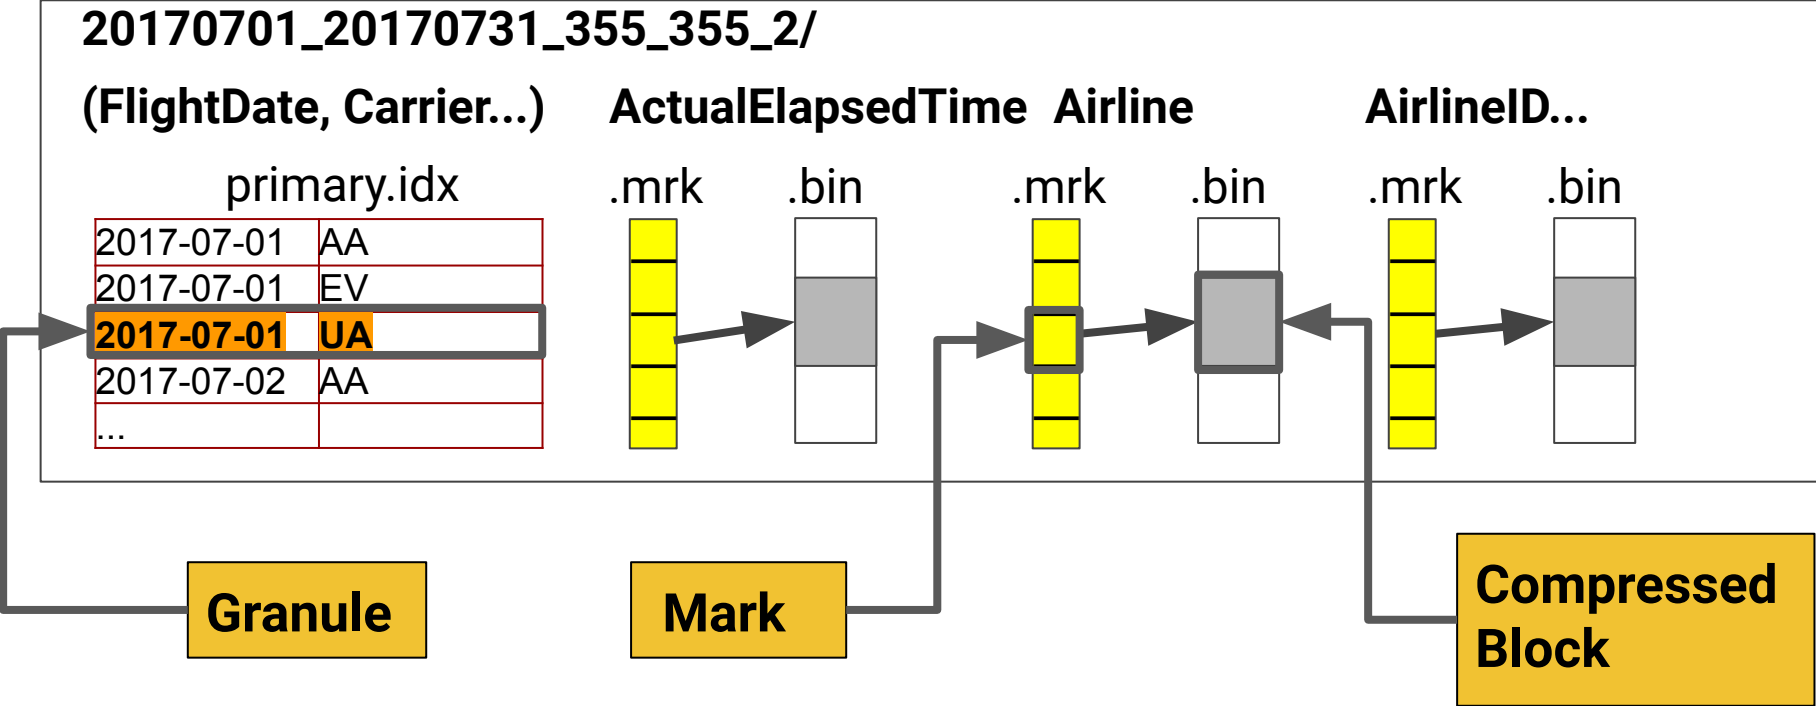 20170701_20170731_355_355_2/
(FlightDate, Carrier...) ActualElapsedTime Airline AirlineID...
primary.idx .mrk .bin .mrk .bin .mrk .bin
2017-07-01 AA
2017-07-01 EV
2017-07-01 UA
2017-07-02 AA
...
Granule
Mark
Compressed
Block